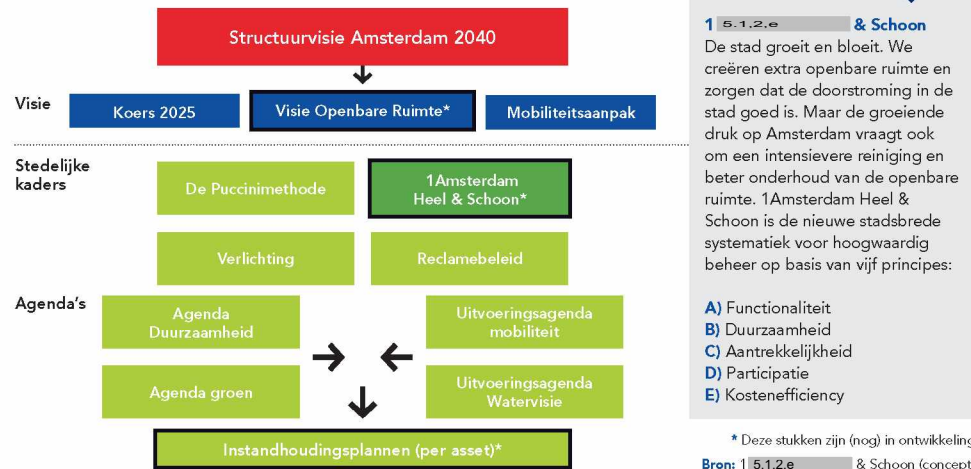 Structuurvisie Amsterdam 2040
Visie
Koers 2025
Visie Openbare Ruimte*
Mobiliteitsaanpak
Stedelijke
kaders
De Puccinimethode
1Amsterdam
Heel & Schoon*
Verlichting
Reclamebeleid
Agenda's
Agenda
Duurzaamheid
Uitvoeringsagenda
mobiliteit
Agenda groen
Uitvoeringsagenda
Watervisie
Instandhoudingsplannen (per asset)*
1 5.1,2,e & Schoon
De stad groeit en bloeit. We
creëren extra openbare ruimte en
zorgen dat de doorstroming in de
stad goed is. Maar de groeiende
druk op Amsterdam vraagt ook
om een intensievere reiniging en
beter onderhoud van de openbare
ruimte. 1Amsterdam Heel &
Schoon is de nieuwe stadsbrede
systematiek voor hoogwaardig
beheer op basis van vijf principes:
A) Functionaliteit
B) Duurzaamheid
C) Aantrekkelijkheid
D) Participatie
E) Kostenefficiency
* Deze stukken zijn (nog) in ontwikkeling
Bron: 1 5.1,2,e & Schoon (concept